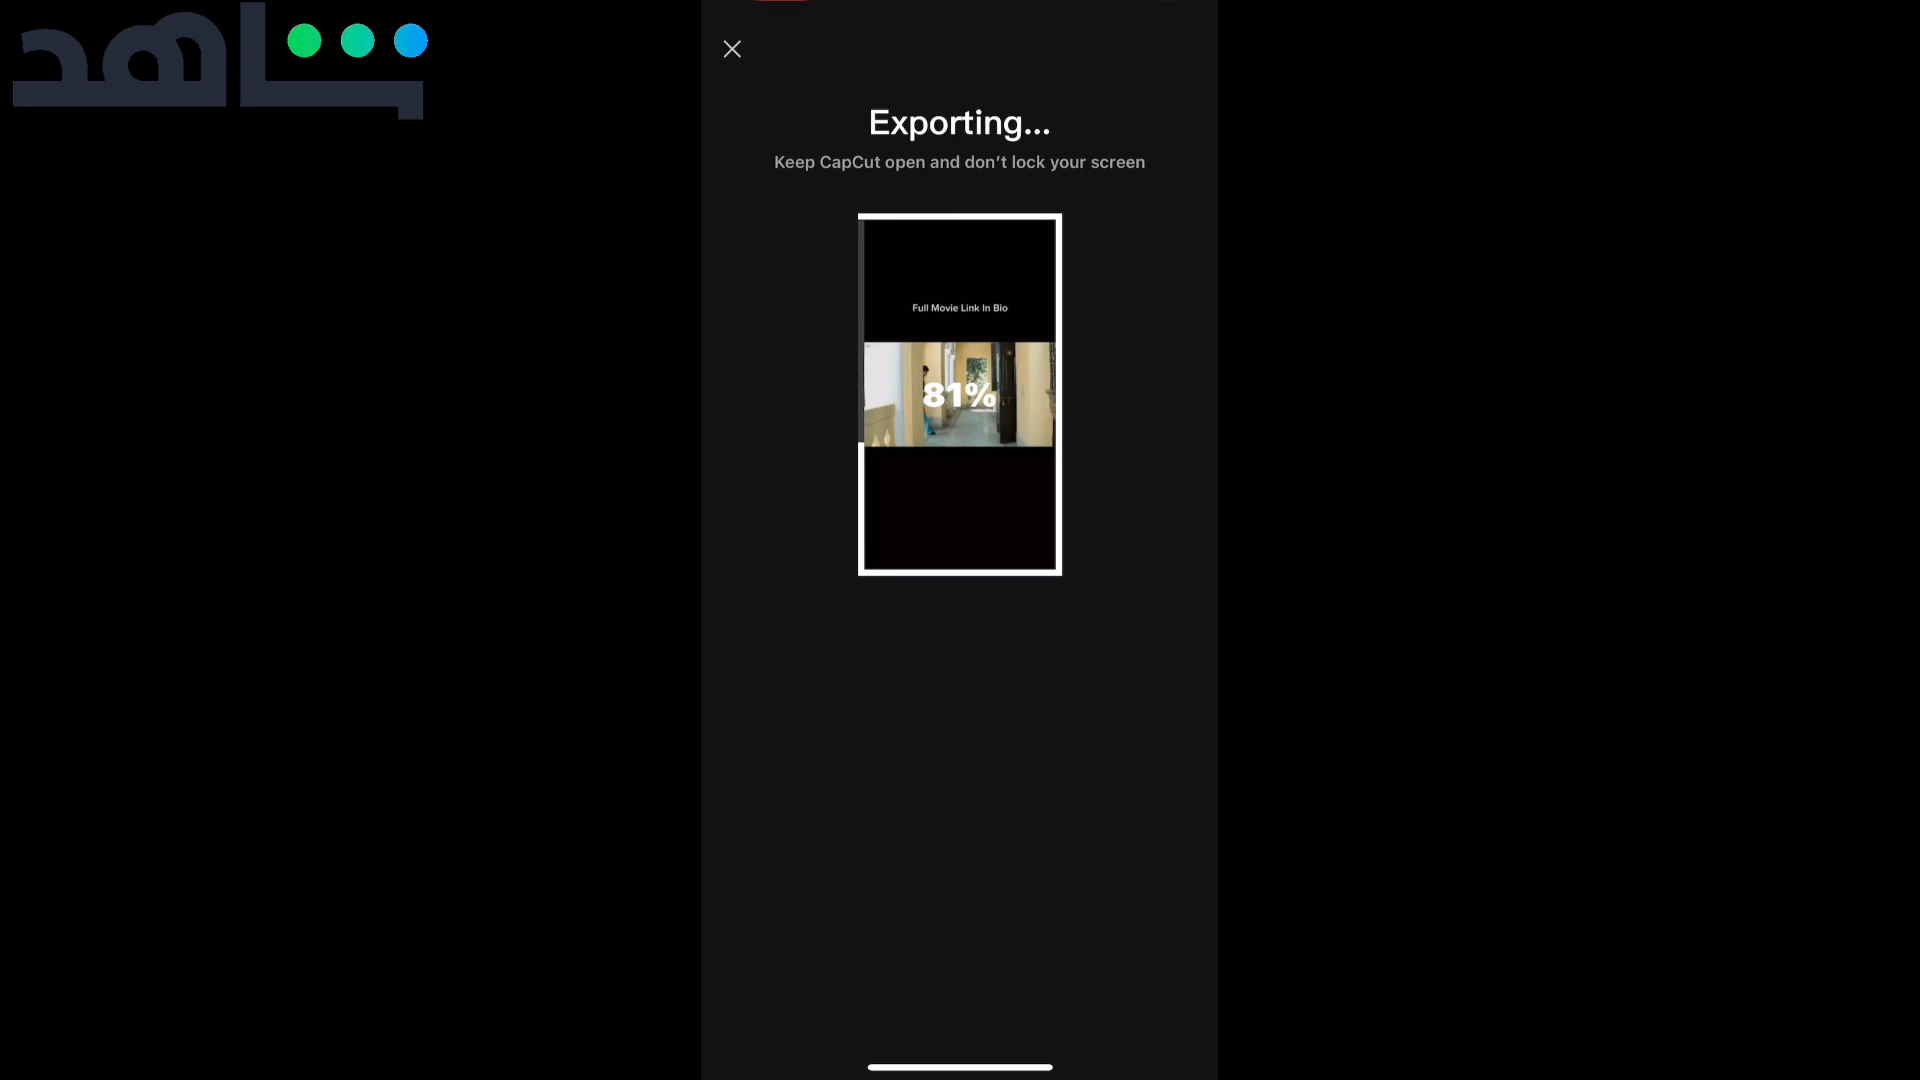 شاهد
Exporting...
Keep CapCut open and don't lock your screen
Full Movie Link In Bio
81%